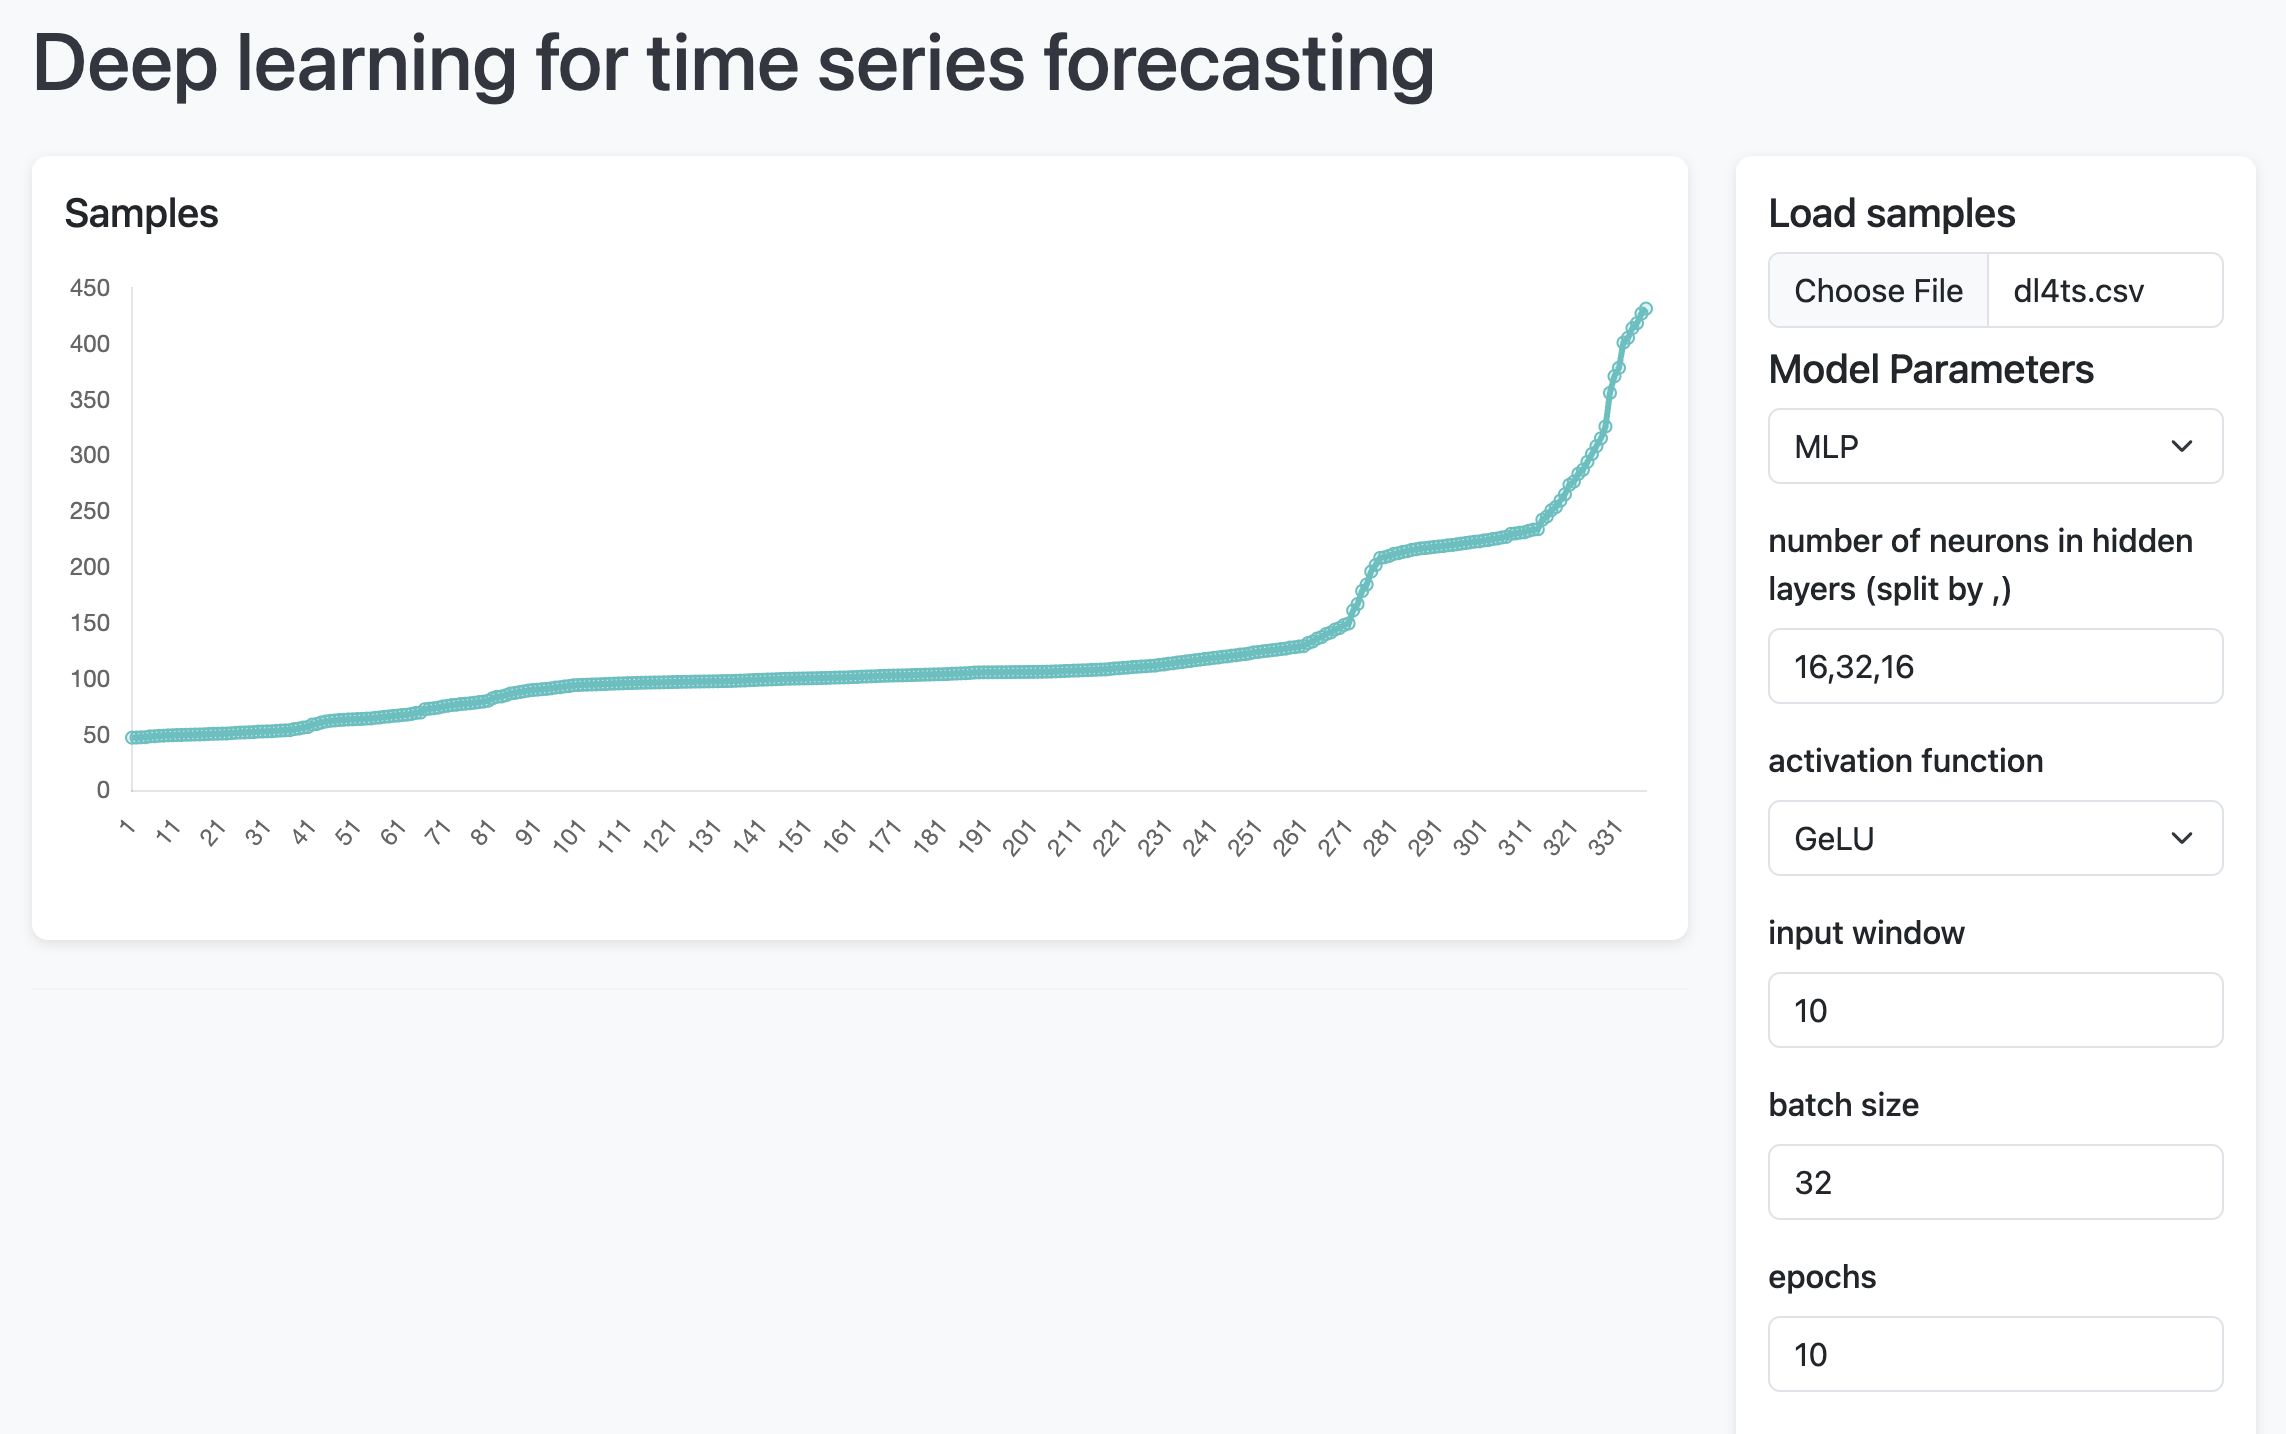 Deep learning for time series forecasting
Samples
450
400
350
300
250
200
150
100
50
0
1 11 21 31 41 51 61 71 81 91 101 111 121 131 141 151 161 171 181 191 201 211 221 231 241 251 261 271 281 291 301 311 321 331
Load samples
Choose File dl4ts.csv
Model Parameters
MLP
number of neurons in hidden
layers (split by ,)
16,32,16
activation function
GeLU
input window
10
batch size
32
epochs
10